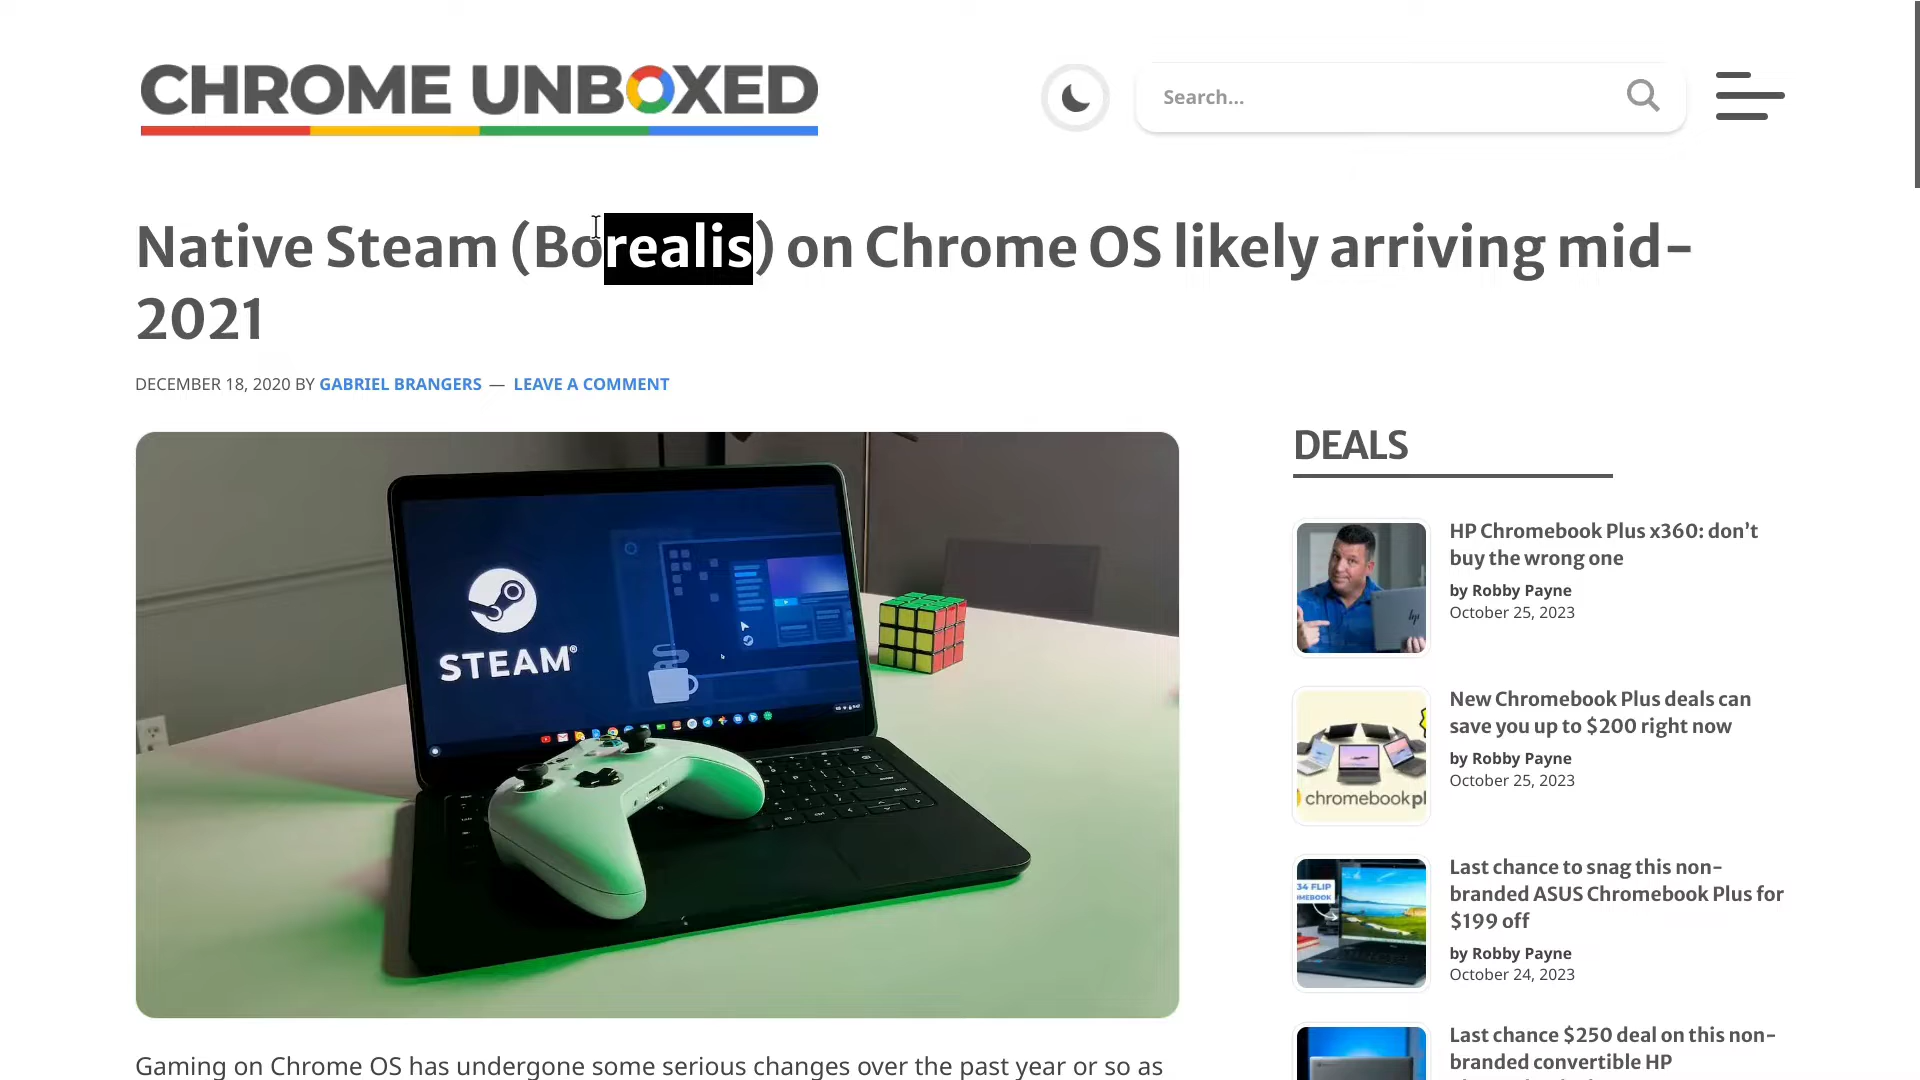 CHROME UNBOXED
Search...
Native Steam (Borealis) on Chrome OS likely arriving mid-
2021
DECEMBER 18, 2020 BY GABRIEL BRANGERS — LEAVE A COMMENT
STEAM®
DEALS
HP Chromebook Plus x360: don’t
buy the wrong one
by Robby Payne
October 25, 2023
New Chromebook Plus deals can
save you up to $200 right now
by Robby Payne
October 25, 2023
chromebookpl
Last chance to snag this non-
branded ASUS Chromebook Plus for
$199 off
by Robby Payne
October 24, 2023
34 FLIP
OMEBOOK
Last chance $250 deal on this non-
branded convertible HP
Gaming on Chrome OS has undergone some serious changes over the past year or so as